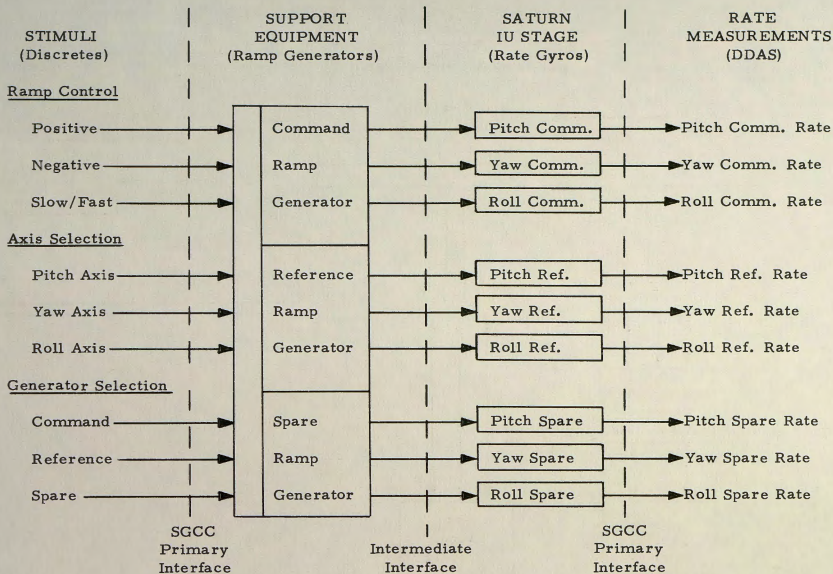 STIMULI
(Discretes)
SUPPORT
EQUIPMENT
(Ramp Generators)
SATURN
IU STAGE
(Rate Gyros)
RATE
MEASUREMENTS
(DDAS)
Ramp Control
Positive
Command
Pitch Comm.
Pitch Comm. Rate
Negative
Ramp
Yaw Comm.
Yaw Comm. Rate
Slow/Fast
Generator
Roll Comm.
Roll Comm. Rate
Axis Selection
Pitch Axis
Reference
Pitch Ref.
Pitch Ref. Rate
Yaw Axis
Ramp
Yaw Ref.
Yaw Ref. Rate
Roll Axis
Generator
Roll Ref.
Roll Ref. Rate
Generator Selection
Command
Spare
Pitch Spare
Pitch Spare Rate
Reference
Ramp
Yaw Spare
Yaw Spare Rate
Spare
Generator
Roll Spare
Roll Spare Rate
SGCC
Primary
Interface
Intermediate
Interface
SGCC
Primary
Interface